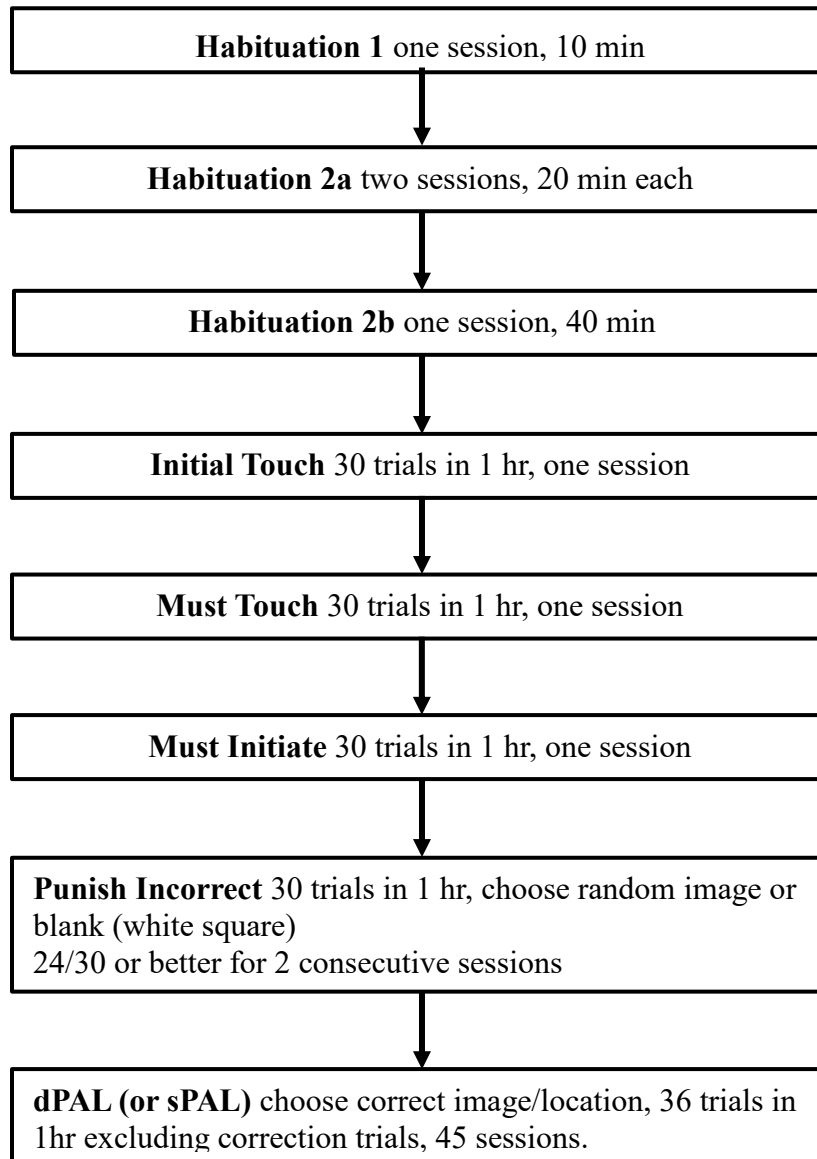 Habituation 1 one session, 10 min
Habituation 2a two sessions, 20 min each
Habituation 2b one session, 40 min
Initial Touch 30 trials in 1 hr, one session
Must Touch 30 trials in 1 hr, one session
Must Initiate 30 trials in 1 hr, one session
Punish Incorrect 30 trials in 1 hr, choose random image or
blank (white square)
24/30 or better for 2 consecutive sessions
dPAL (or sPAL) choose correct image/location, 36 trials in
1hr excluding correction trials, 45 sessions.